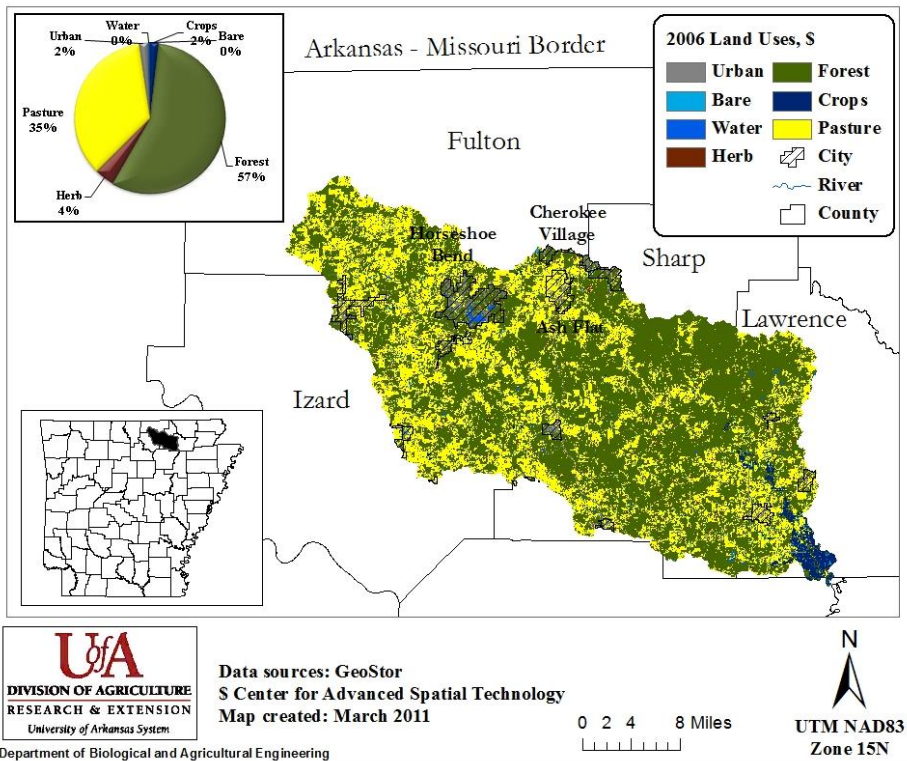 Water
0%
Crops
2%
Bare
0%
Urban
2%
Pasture
35%
Herb
4%
Forest
57%
Arkansas - Missouri Border
2006 Land Uses, $
Urban
Forest
Bare
Crops
Water
Pasture
Herb
City
River
County
Fulton
Cherokee
Village
Horseshoe
Bend
Sharp
Ash Flat
Lawrence
Izard
UofA
DIVISION OF AGRICULTURE
RESEARCH & EXTENSION
University of Arkansas System
Department of Biological and Agricultural Engineering
Data sources: GeoStor
$ Center for Advanced Spatial Technology
Map created: March 2011
0 2 4 8 Miles
N
UTM NAD83
Zone 15N